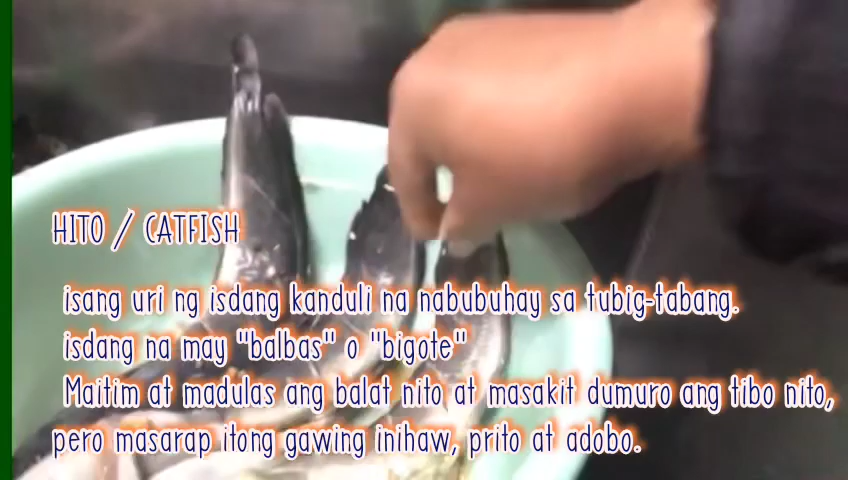 HITO / CATFISH
isang uri ng isdang kanduli na nabubuhay sa tubig-tabang.
isdang na may "balbas" o "bigote"
Maitim at madulas ang balat nito at masakit dumuro ang tibo nito,
pero masarap itong gawing inihaw, prito at adobo.